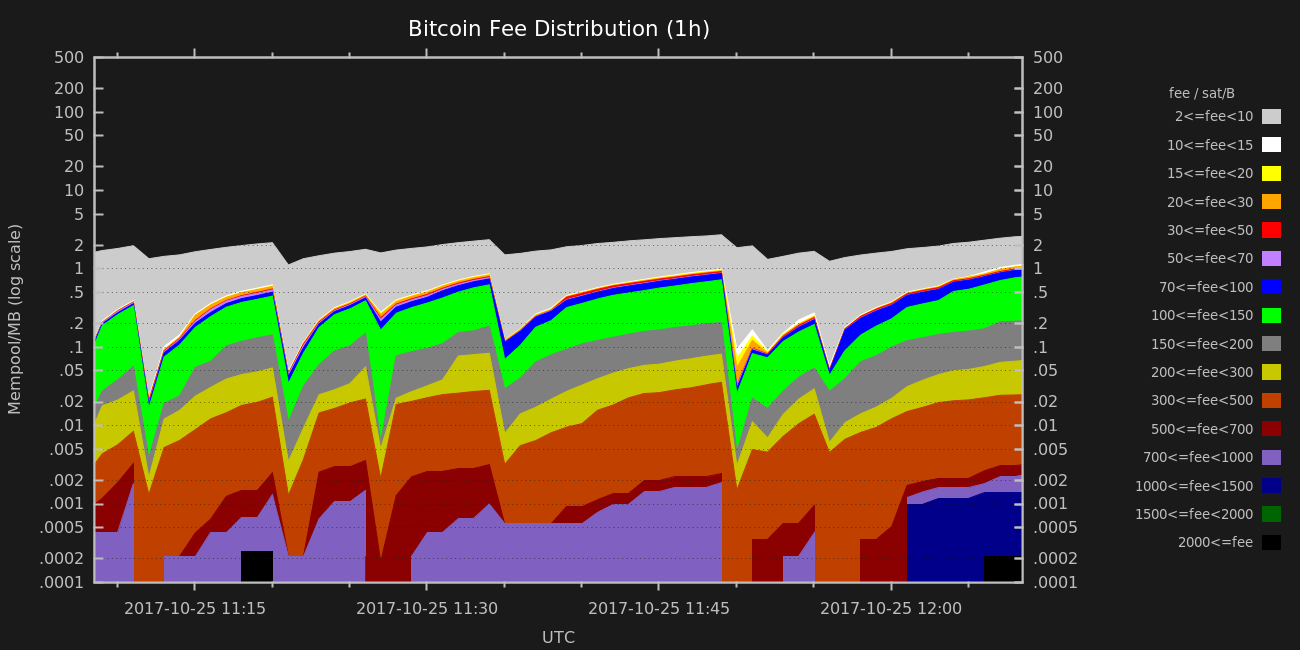 Bitcoin Fee Distribution (1h)
Mempool/MB (log scale)
500
200
100
50
20
10
5
2
1
.5
.2
.1
.05
.02
.01
.005
.002
.001
.0005
.0002
.0001
500
200
100
50
20
10
5
2
1
.5
.2
.1
.05
.02
.01
.005
.002
.001
.0005
.0002
.0001
2017-10-25 11:15
2017-10-25 11:30
2017-10-25 11:45
2017-10-25 12:00
UTC
fee / sat/B
2<=fee<10
10<=fee<15
15<=fee<20
20<=fee<30
30<=fee<50
50<=fee<70
70<=fee<100
100<=fee<150
150<=fee<200
200<=fee<300
300<=fee<500
500<=fee<700
700<=fee<1000
1000<=fee<1500
1500<=fee<2000
2000<=fee